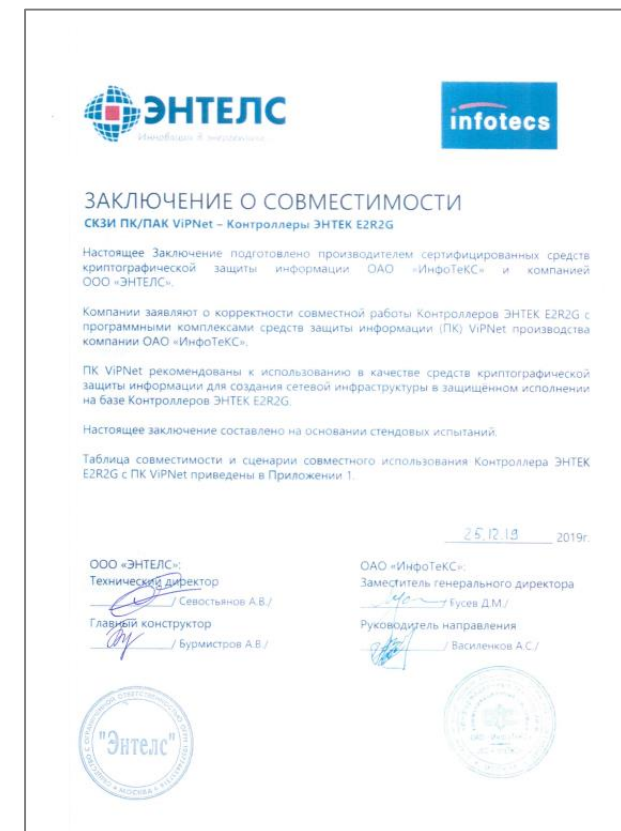 ЭНТЕЛС
Инновации в энергетике
infotecs
ЗАКЛЮЧЕНИЕ О СОВМЕСТИМОСТИ
СКЗИ ПК/ПАК ViPNet – Контроллеры ЭНТЕК E2R2G
Настоящее Заключение подготовлено производителем сертифицированных средств
криптографической защиты информации ОАО «ИнфоТеКС» и компанией
ООО «ЭНТЕЛС».
Компании заявляют о корректности совместной работы Контроллеров ЭНТЕК E2R2G с
программными комплексами средств защиты информации (ПК) ViPNet производства
компании ОАО «ИнфоТеКС».
ПК ViPNet рекомендованы к использованию в качестве средств криптографической
защиты информации для создания сетевой инфраструктуры в защищённом исполнении
на базе Контроллеров ЭНТЕК E2R2G.
Настоящее заключение составлено на основании стендовых испытаний.
Таблица совместимости и сценарии совместного использования Контроллера ЭНТЕК
E2R2G с ПК ViPNet приведены в Приложении 1.
25.12.19 2019г.
ООО «ЭНТЕЛС»:
Технический директор
/ Севостьянов А.В./
Главный конструктор
/ Бурмистров А.В./
ОАО «ИнфоТеКС»:
Заместитель генерального директора
/ Гусев Д.М./
Руководитель направления
/ Василенков А.С./
"Энтелс"
МОСКВА